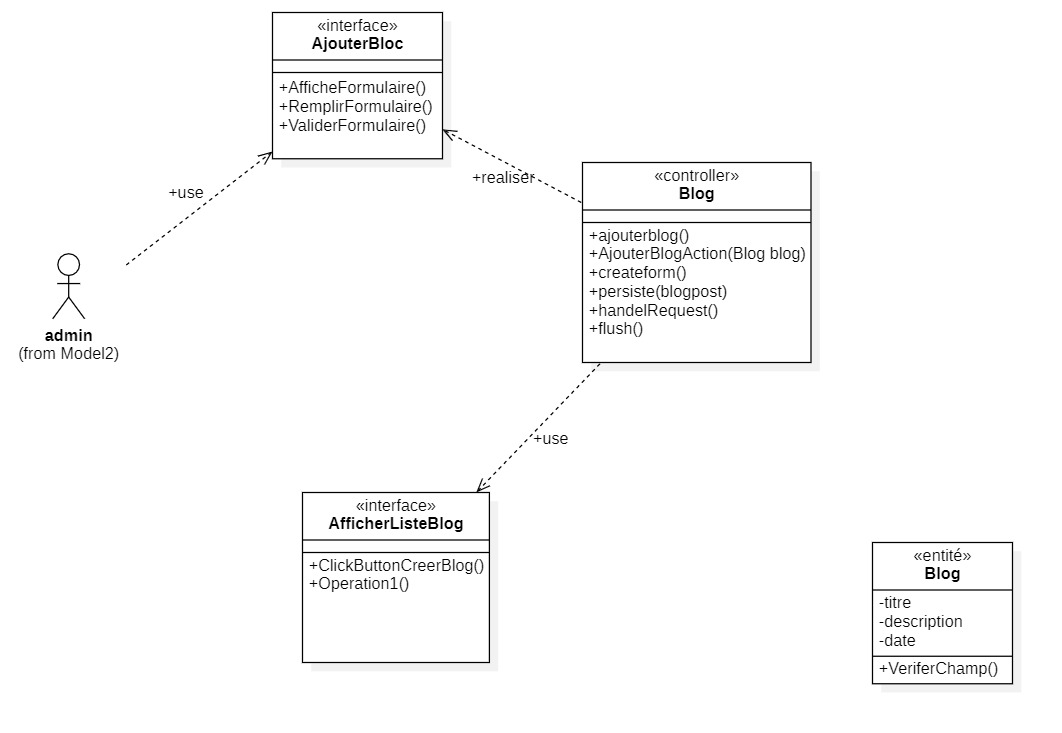 «interface»
AjouterBloc
+AfficheFormulaire()
+RemplirFormulaire()
+ValiderFormulaire()
+use
+realiser
«controller»
Blog
+ajouterblog()
+AjouterBlogAction(Blog blog)
+createform()
+persiste(blogpost)
+handelRequest()
+flush()
admin
(from Model2)
+use
«interface»
AfficherListeBlog
+ClickButtonCreerBlog()
+Operation1()
«entité»
Blog
-titre
-description
-date
+VeriferChamp()